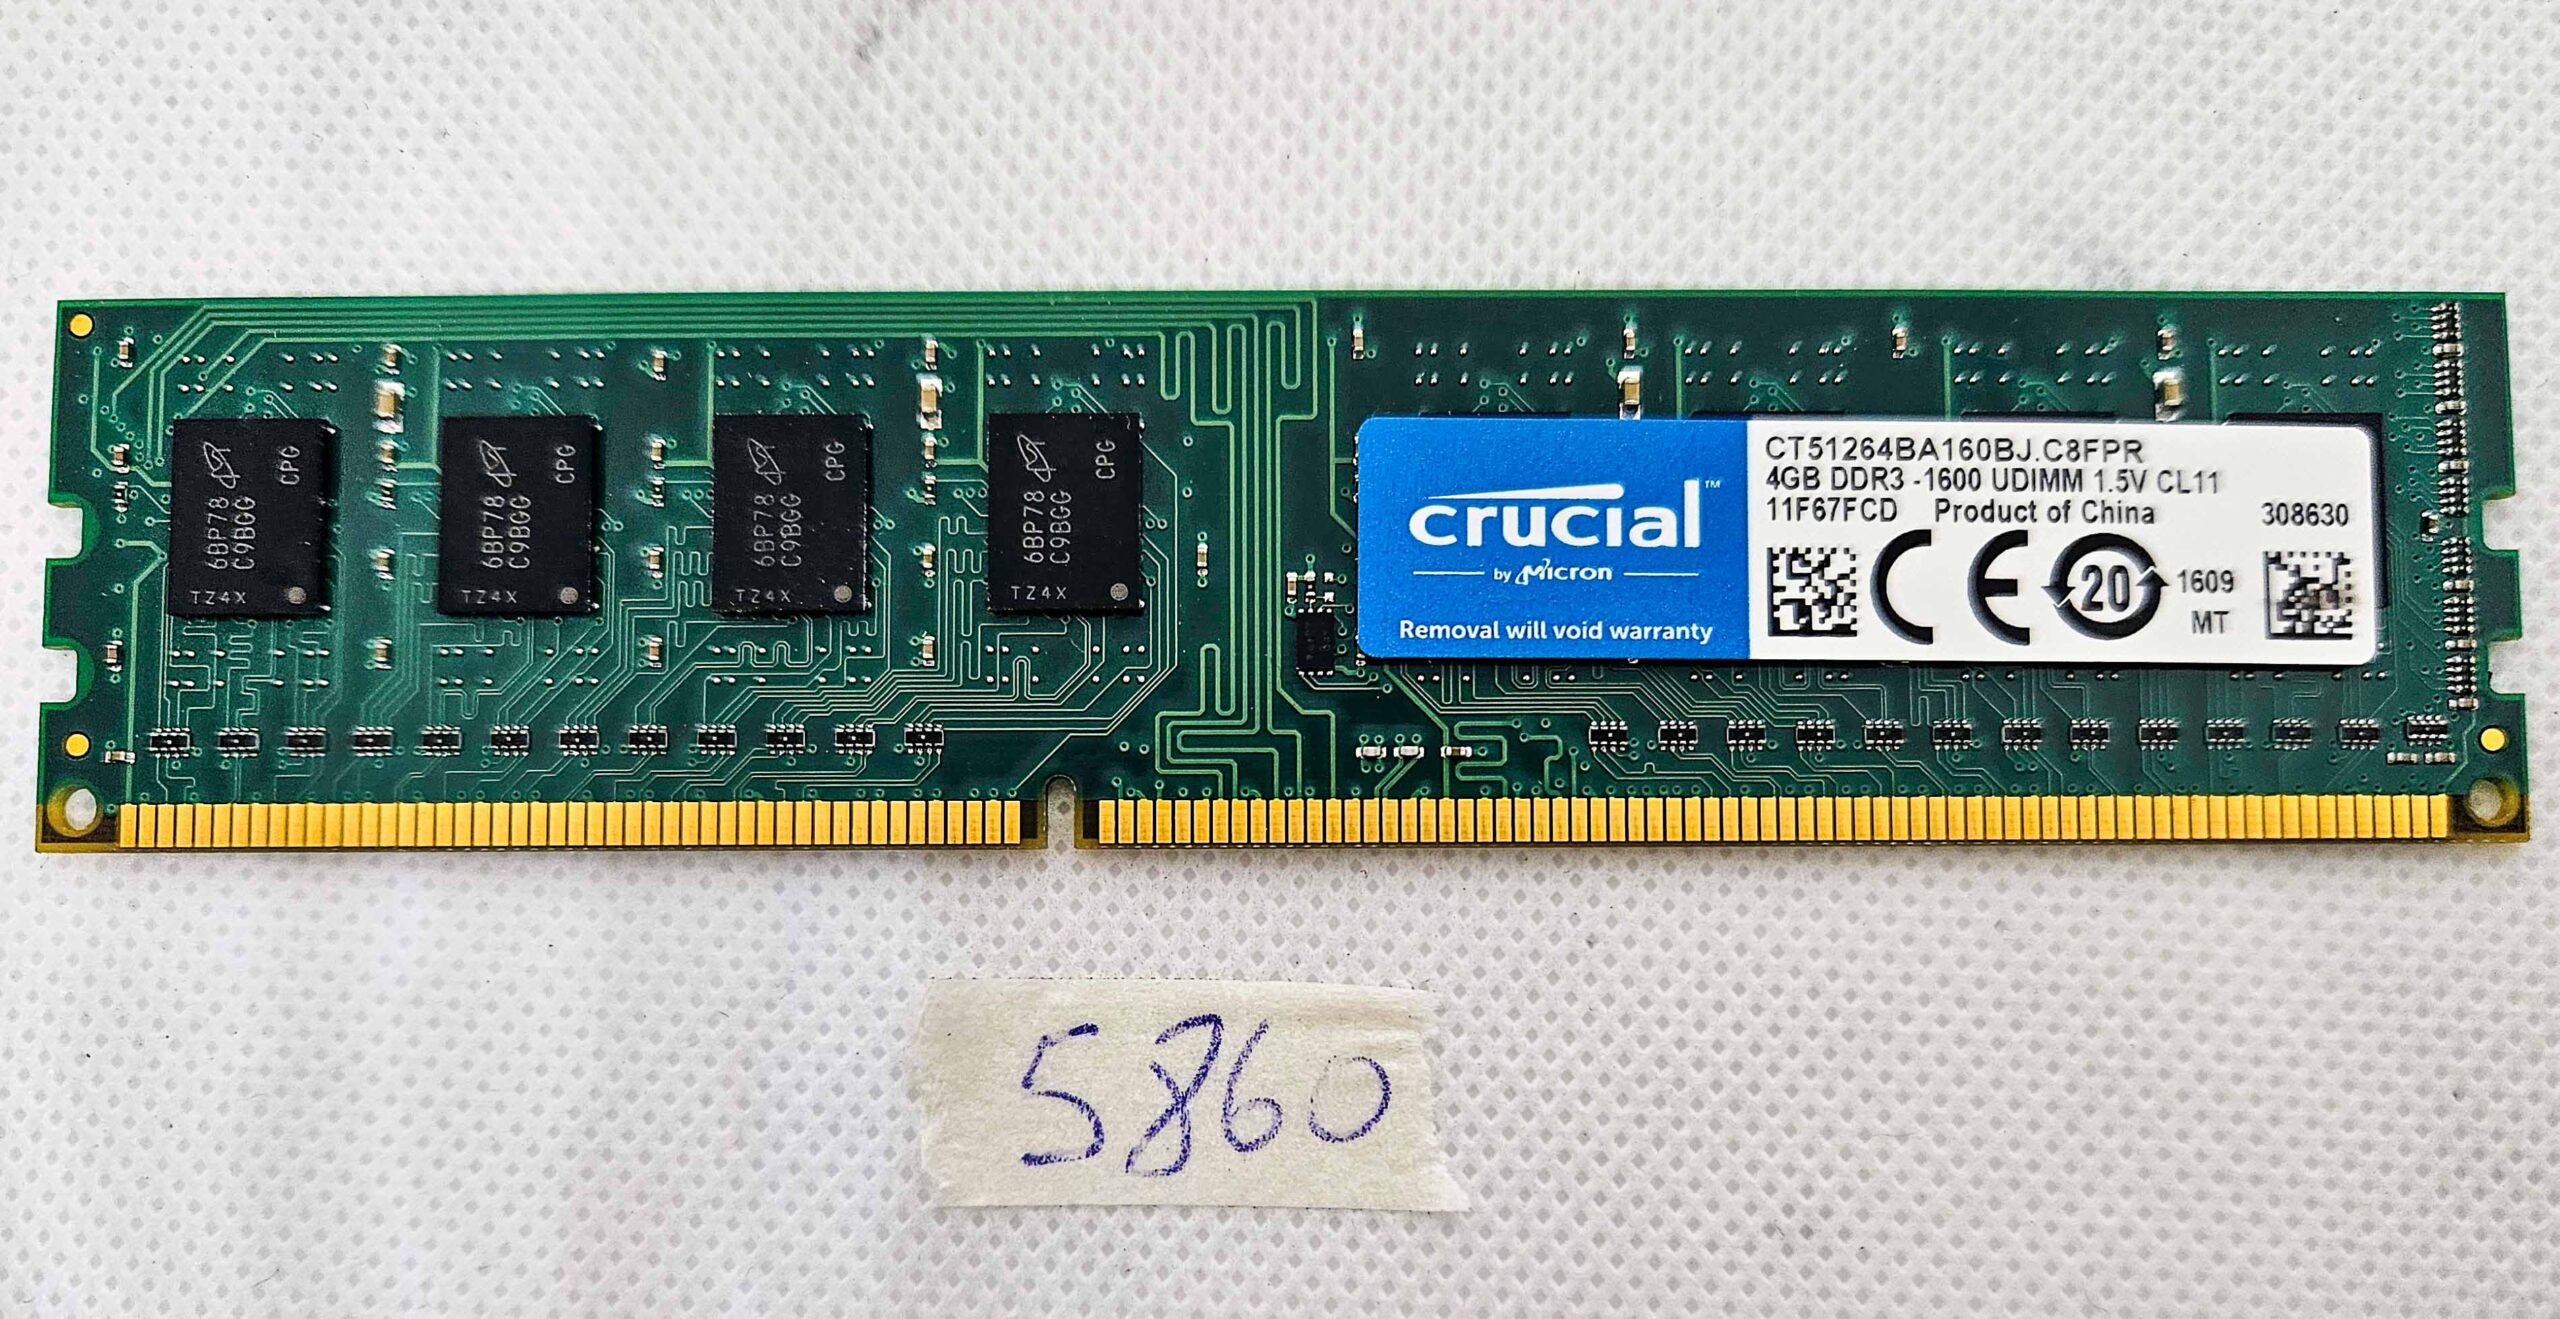 CPG
6BP78
C9BGG
TZ4X
CPG
6BP78
C9BGG
TZ4X
CPG
6BP78
C9BGG
TZ4X
CPG
6BP78
C9BGG
TZ4X
crucial™
by Micron
Removal will void warranty
CT51264BA160BJ.C8FPR
4GB DDR3 -1600 UDIMM 1.5V CL11
11F67FCD Product of China 308630
CE 20 1609
MT
5860